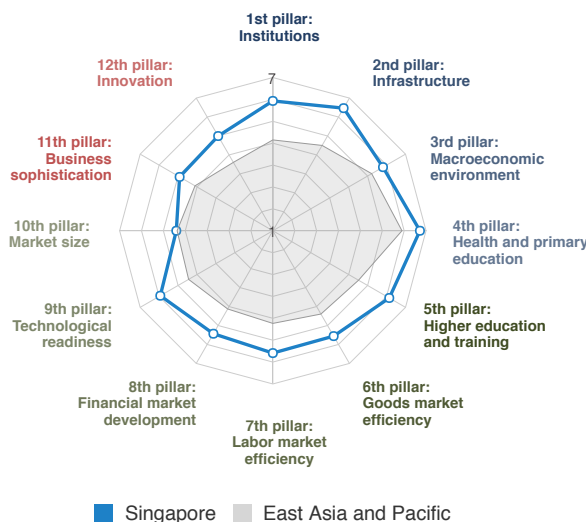 1st pillar:
Institutions
2nd pillar:
Infrastructure
3rd pillar:
Macroeconomic
environment
4th pillar:
Health and primary
education
5th pillar:
Higher education
and training
6th pillar:
Goods market
efficiency
7th pillar:
Labor market
efficiency
8th pillar:
Financial market
development
9th pillar:
Technological
readiness
10th pillar:
Market size
11th pillar:
Business
sophistication
12th pillar:
Innovation
7
1
Singapore
East Asia and Pacific